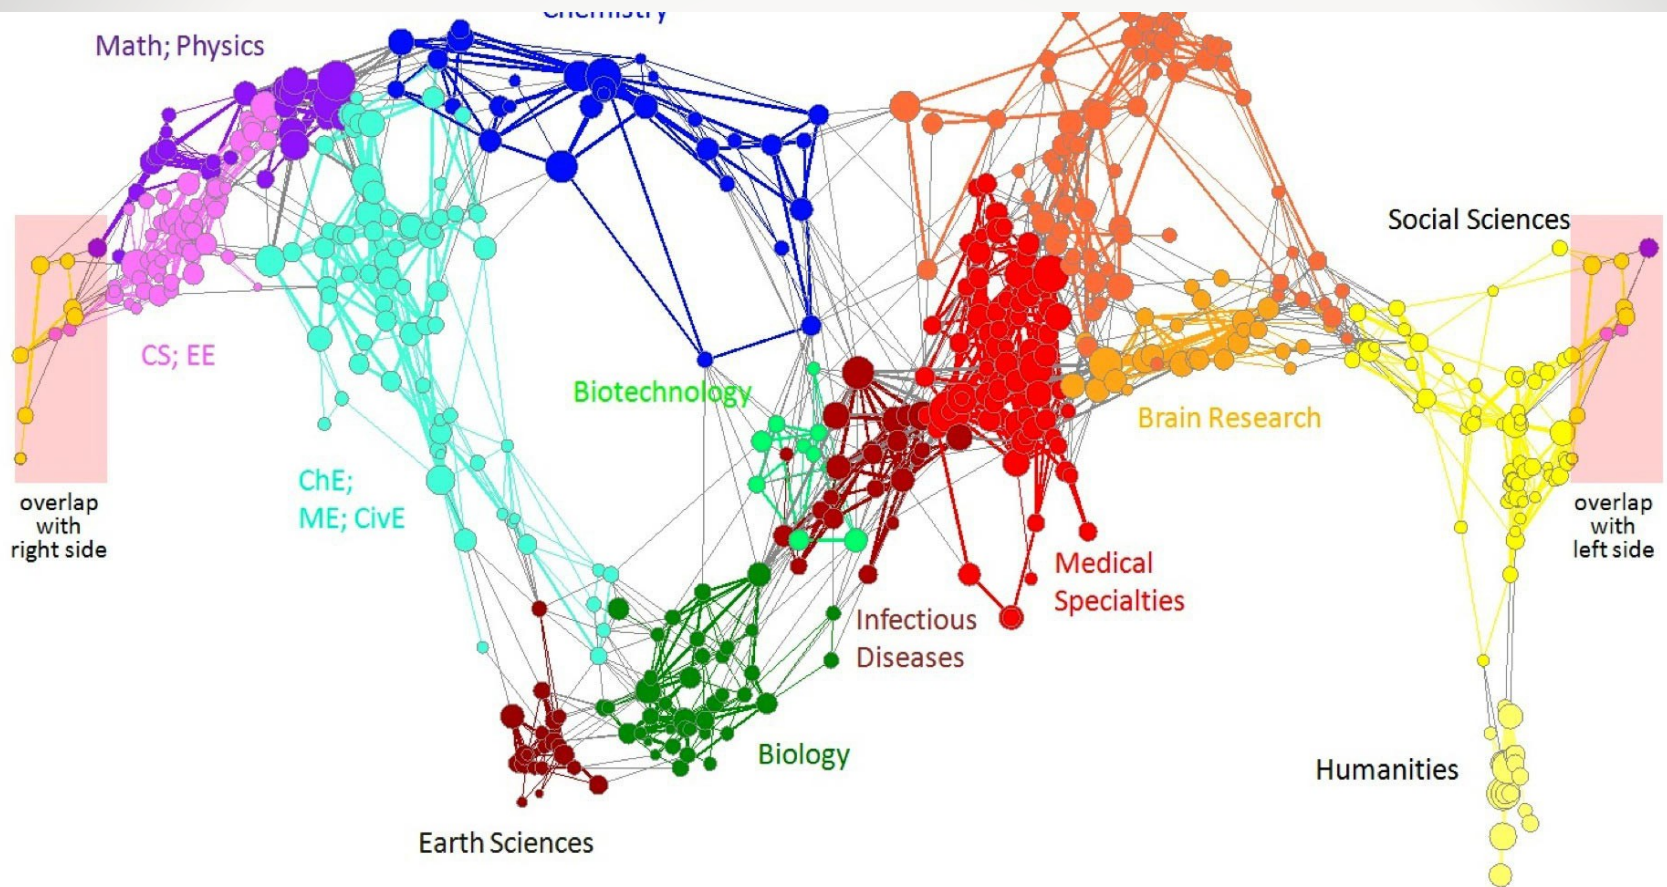 Chemistry
Math; Physics
Social Sciences
CS; EE
Biotechnology
Brain Research
ChE;
ME; CivE
overlap
with
right side
overlap
with
left side
Medical
Specialties
Infectious
Diseases
Biology
Humanities
Earth Sciences